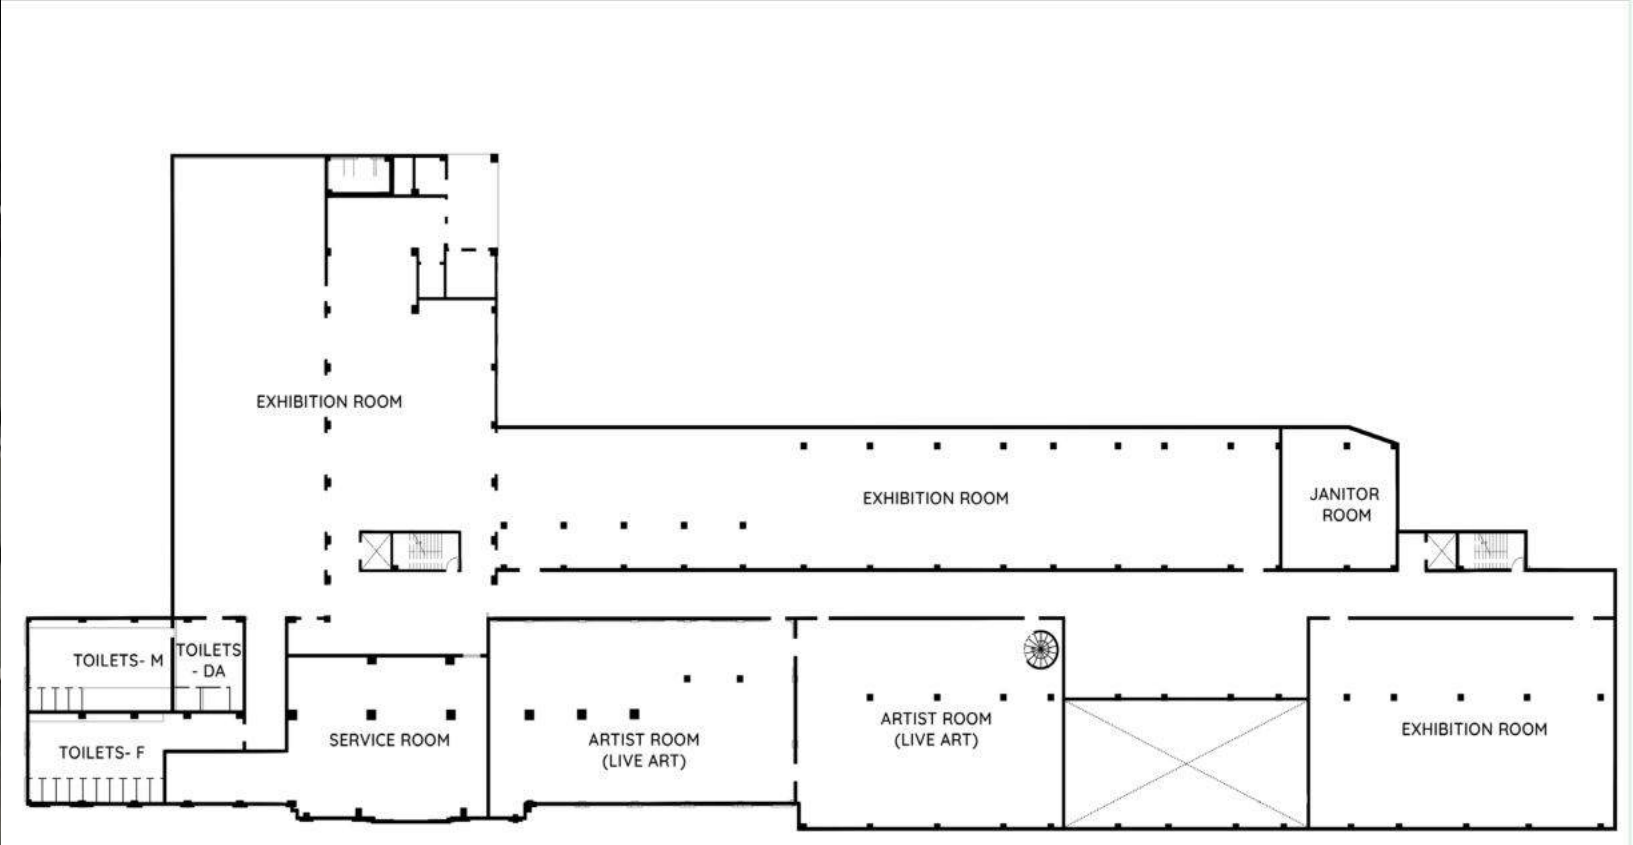 EXHIBITION ROOM
EXHIBITION ROOM
JANITOR
ROOM
TOILETS- M
TOILETS
- DA
TOILETS- F
SERVICE ROOM
ARTIST ROOM
(LIVE ART)
ARTIST ROOM
(LIVE ART)
EXHIBITION ROOM